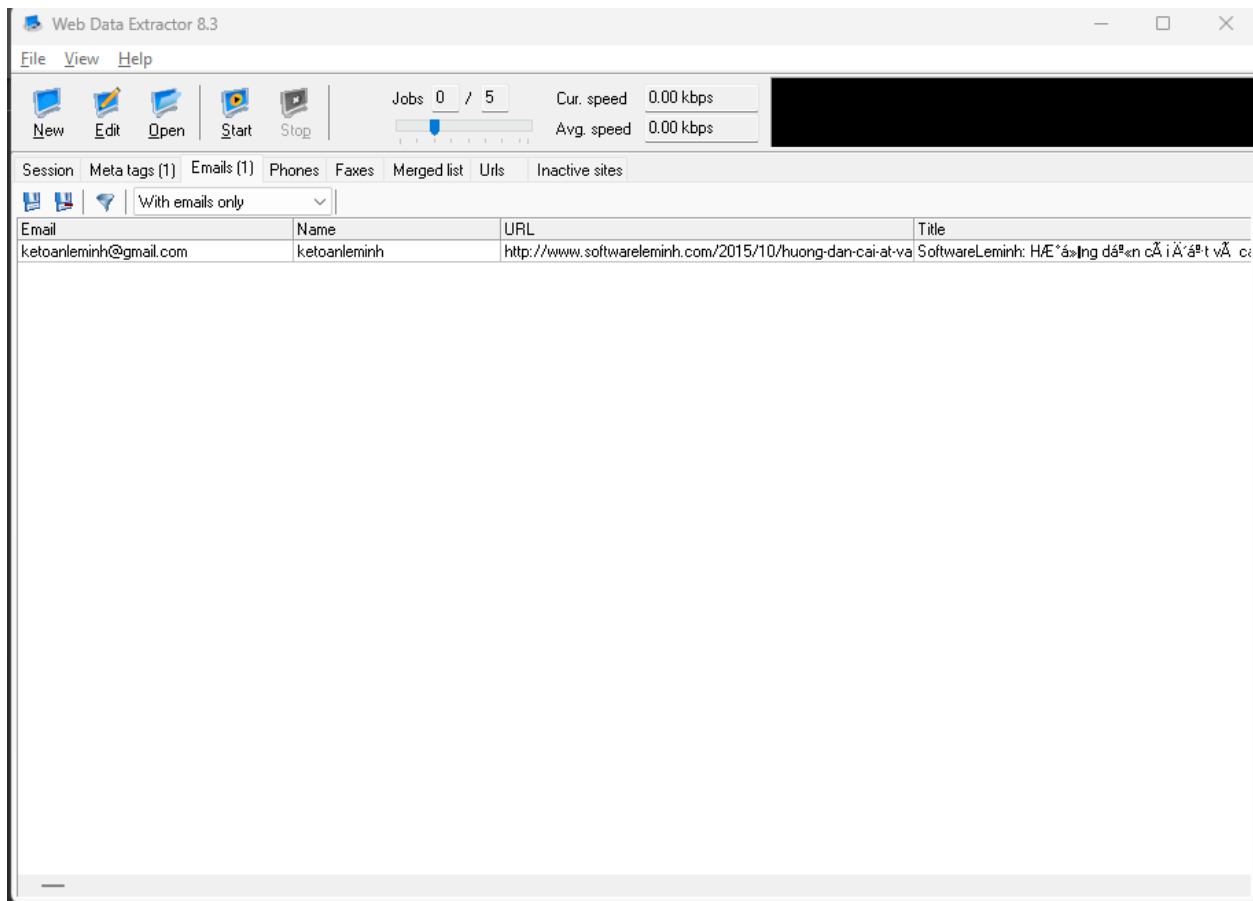 Web Data Extractor 8.3
File View Help
Jobs 0 / 5 Cur. speed 0.00 kbps
New Edit Open Start Stop Avg. speed 0.00 kbps
Session Meta tags (1) Emails (1) Phones Faxes Merged list Urls Inactive sites
With emails only
Email Name URL Title
ketoanleminh@gmail.com ketoanleminh http://www.softwareleminh.com/2015/10/huong-dan-cai-at-va SoftwareLeminh: